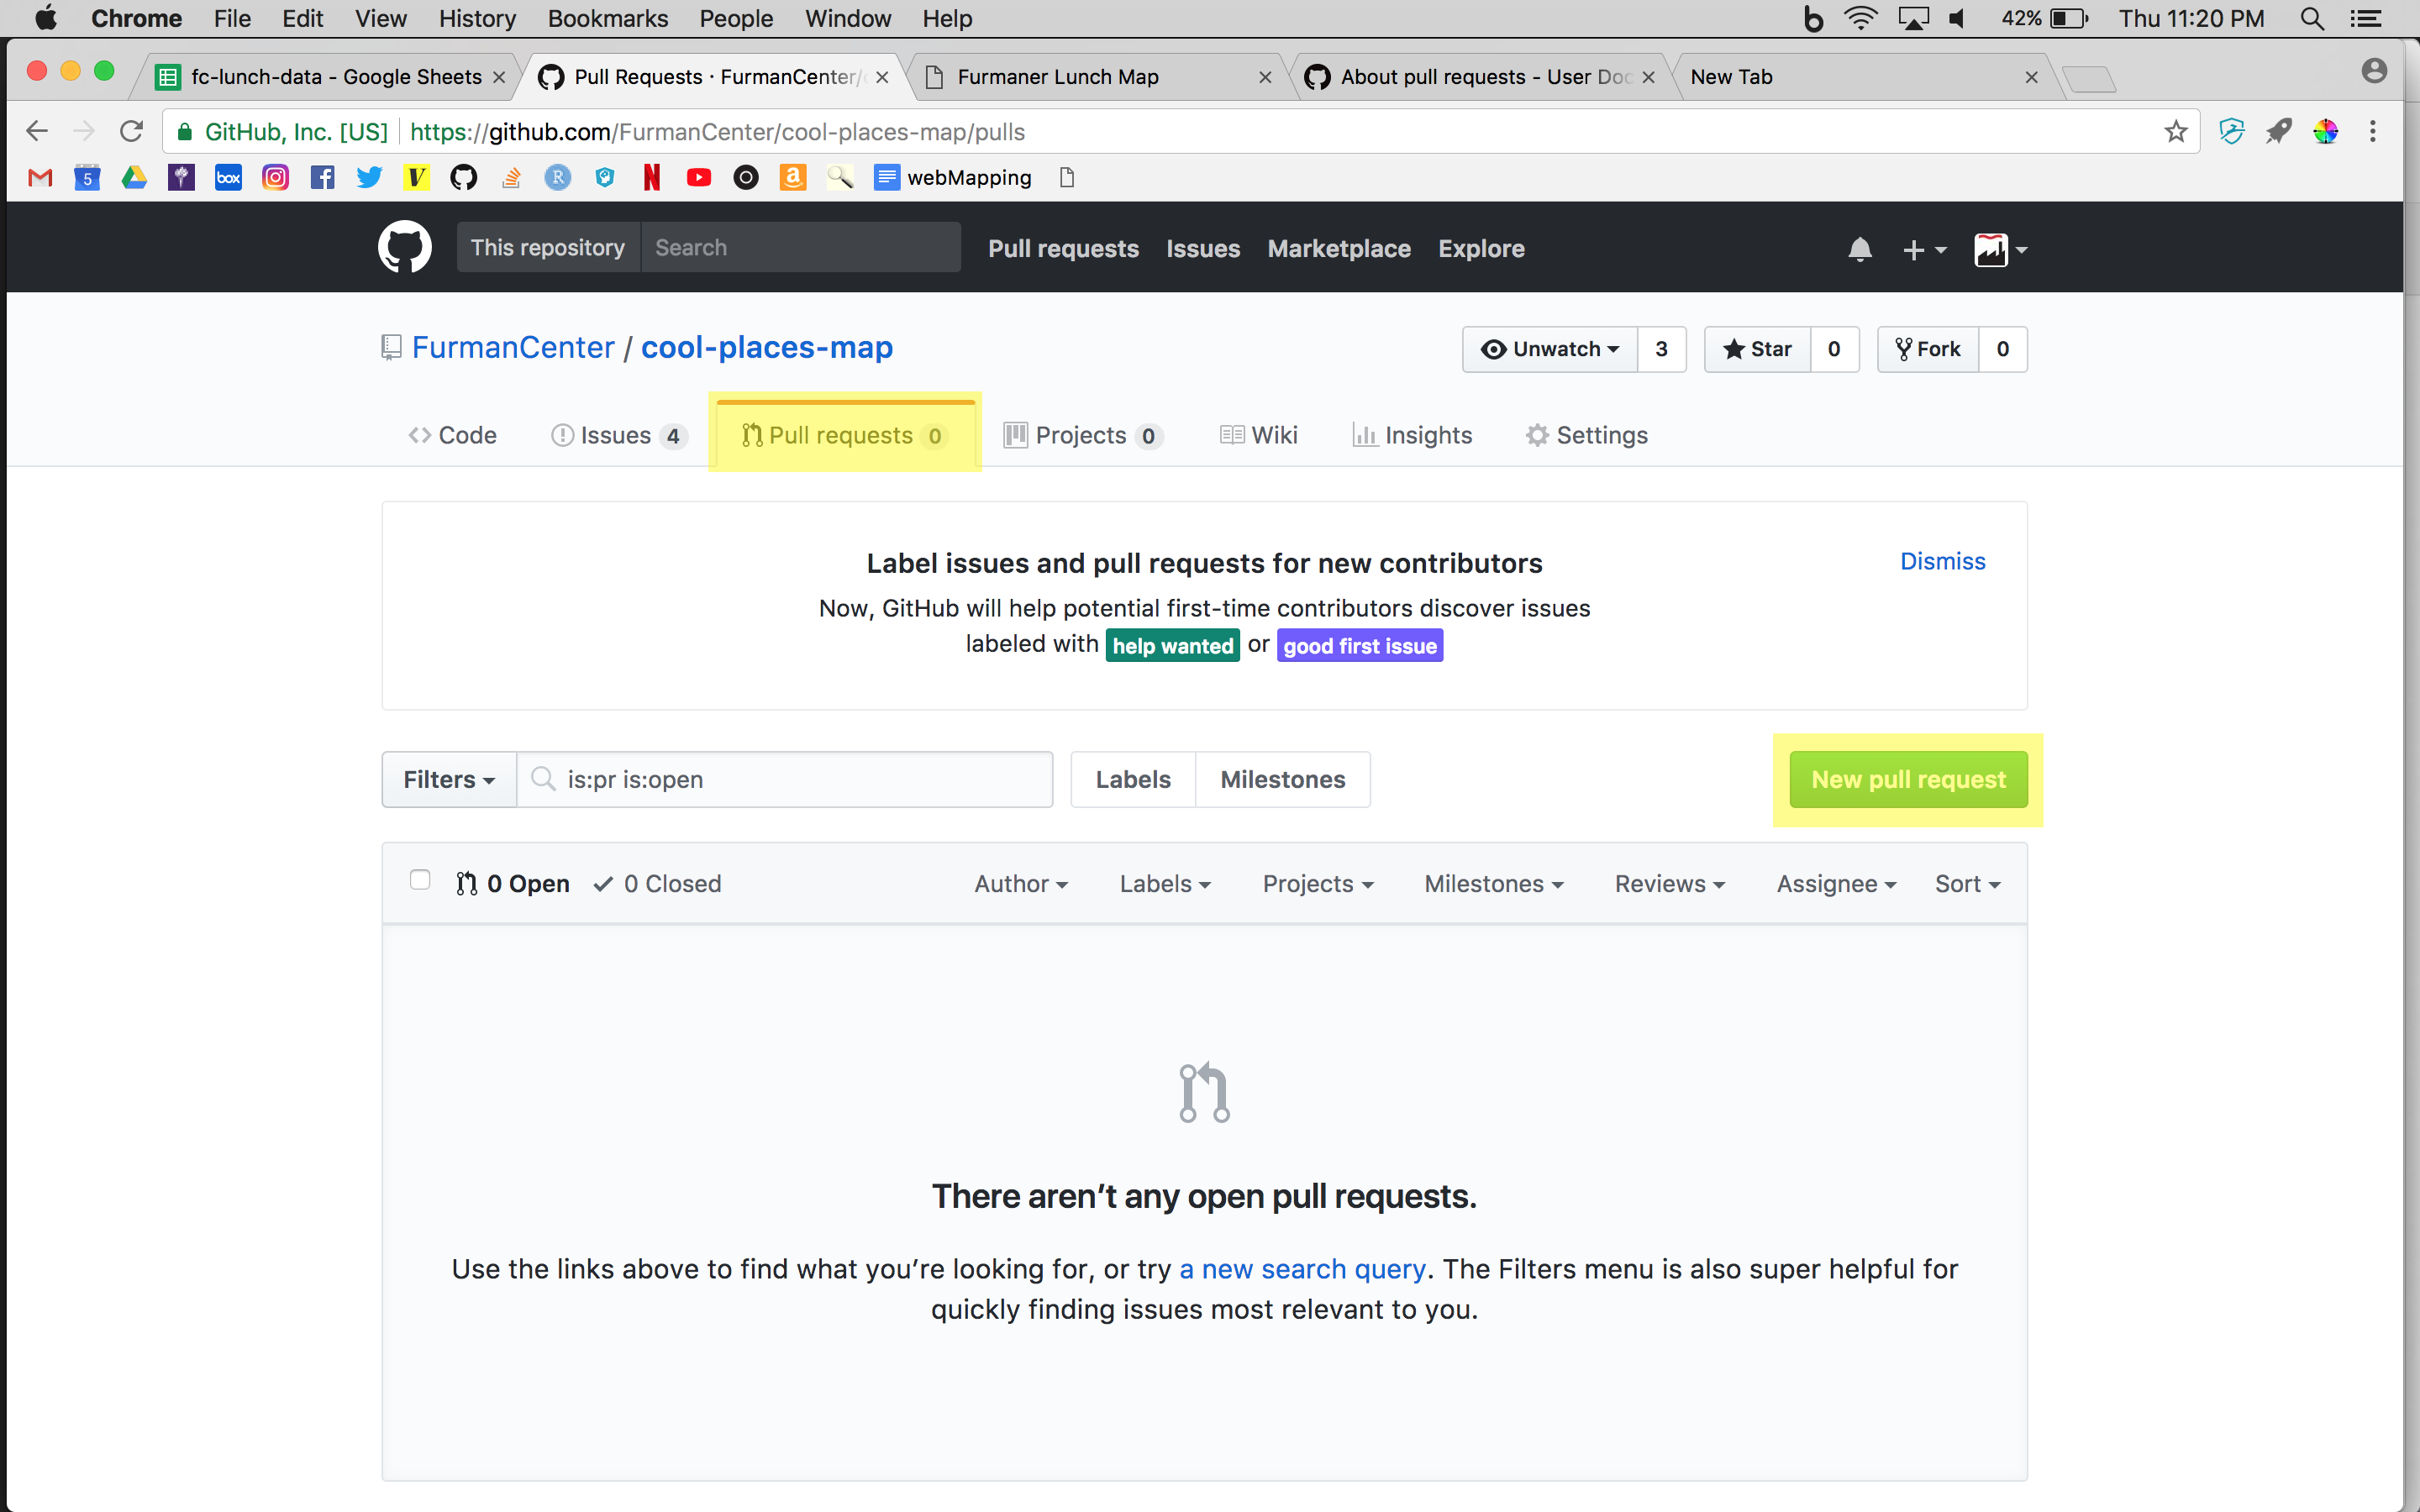 Chrome File Edit View History Bookmarks People Window Help 42% Thu 11:20 PM
fc-lunch-data - Google Sheets Pull Requests · FurmanCenter/ Furmaner Lunch Map About pull requests - User Doc New Tab
GitHub, Inc. [US] https://github.com/FurmanCenter/cool-places-map/pulls
5 box V R N a webMapping
This repository Search Pull requests Issues Marketplace Explore
FurmanCenter / cool-places-map Unwatch 3 Star 0 Fork 0
Code Issues 4 Pull requests 0 Projects 0 Wiki Insights Settings
Label issues and pull requests for new contributors Dismiss
Now, GitHub will help potential first-time contributors discover issues
labeled with help wanted or good first issue
Filters is:pr is:open Labels Milestones New pull request
0 Open 0 Closed Author Labels Projects Milestones Reviews Assignee Sort
There aren’t any open pull requests.
Use the links above to find what you’re looking for, or try a new search query. The Filters menu is also super helpful for
quickly finding issues most relevant to you.